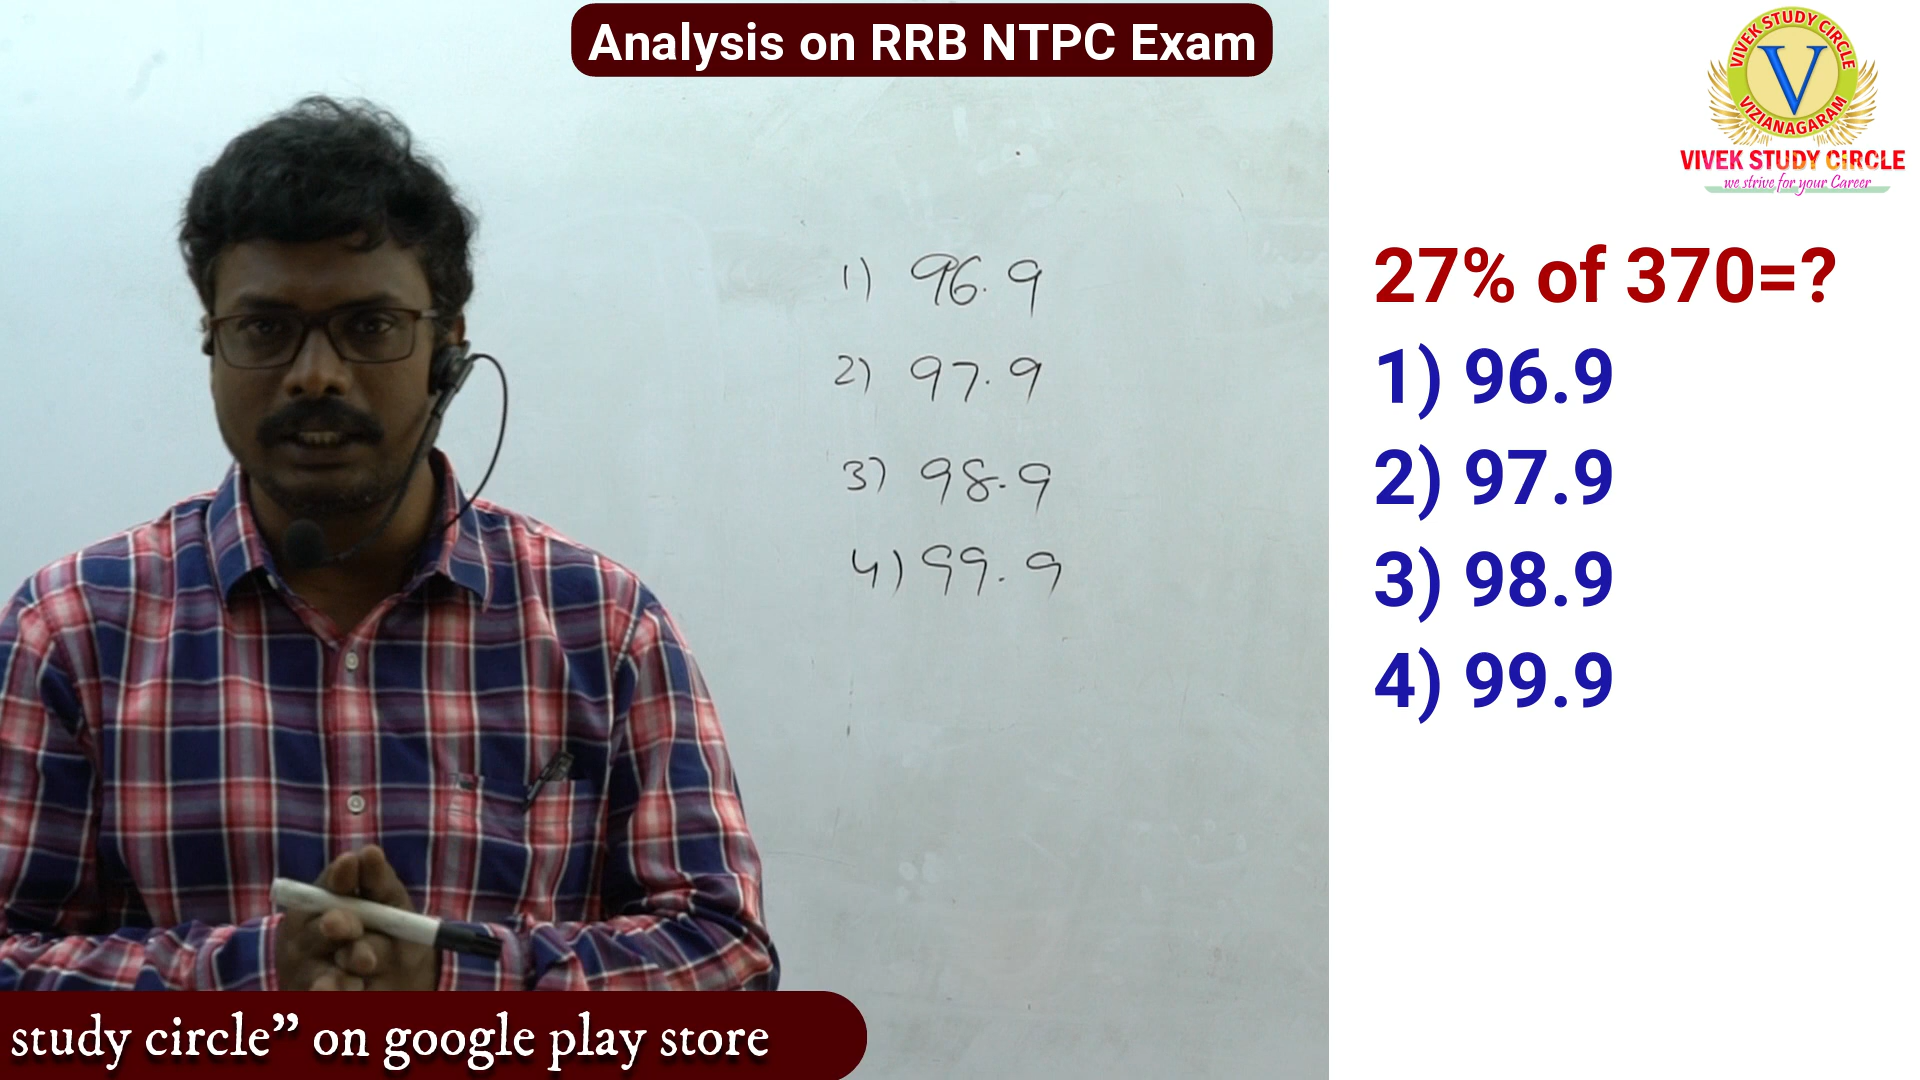 Analysis on RRB NTPC Exam
VIVEK STUDY CIRCLE
V
VIZIANAGARAM
VIVEK STUDY CIRCLE
we strive for your Career
1) 96.9
2) 97.9
3) 98.9
4) 99.9
27% of 370=?
1) 96.9
2) 97.9
3) 98.9
4) 99.9
study circle” on google play store